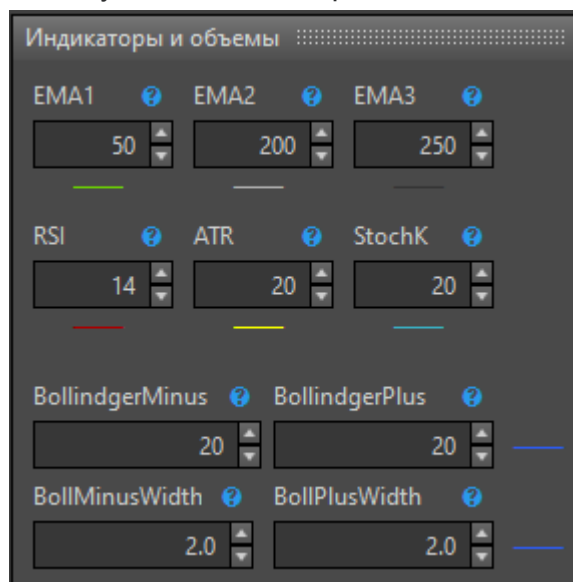 Индикаторы и объемы
EMA1 ? EMA2 ? EMA3 ?
50 200 250
RSI ? ATR ? StochK ?
14 20 20
BollindgerMinus ? BollindgerPlus ?
20 20
BollMinusWidth ? BollPlusWidth ?
2.0 2.0